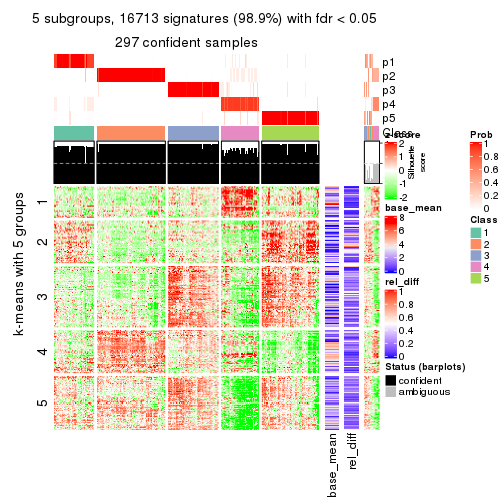 5 subgroups, 16713 signatures (98.9%) with fdr < 0.05
297 confident samples
p1
p2
p3
p4
p5
Class
z-score
2
1
0
-1
-2
Silhouette
score
Prob
1
0.8
0.6
0.4
0.2
0
base_mean
8
6
4
2
0
Class
1
2
3
4
5
rel_diff
1
0.8
0.6
0.4
0.2
0
Status (barplots)
confident
ambiguous
k-means with 5 groups
1
2
3
4
5
base_mean
rel_diff